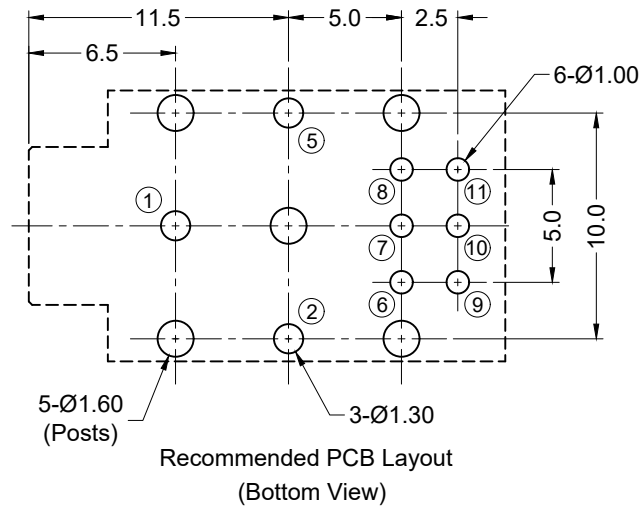 11.5
5.0
2.5
6.5
6-Ø1.00
⑤
⑧
⑪
①
⑦
⑩
5.0
10.0
⑥
⑨
②
5-Ø1.60
(Posts)
3-Ø1.30
Recommended PCB Layout
(Bottom View)